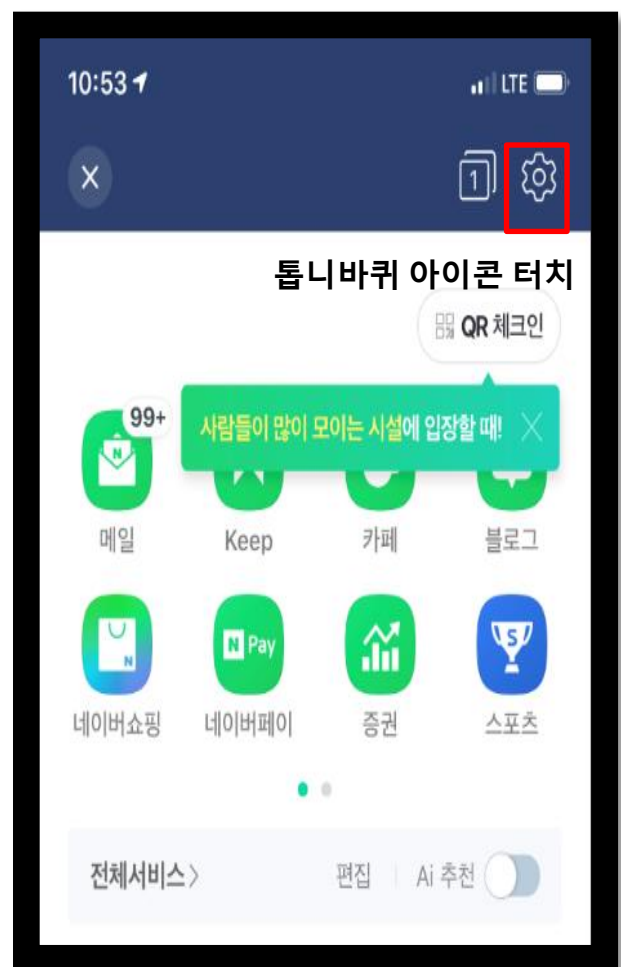 10:53
LTE
1
톱니바퀴 아이콘 터치
QR 체크인
사람들이 많이 모이는 시설에 입장할 때!
99+
N
메일
Keep
카페
블로그
N
N Pay
S
네이버쇼핑
네이버페이
증권
스포츠
전체서비스
편집
Ai 추천